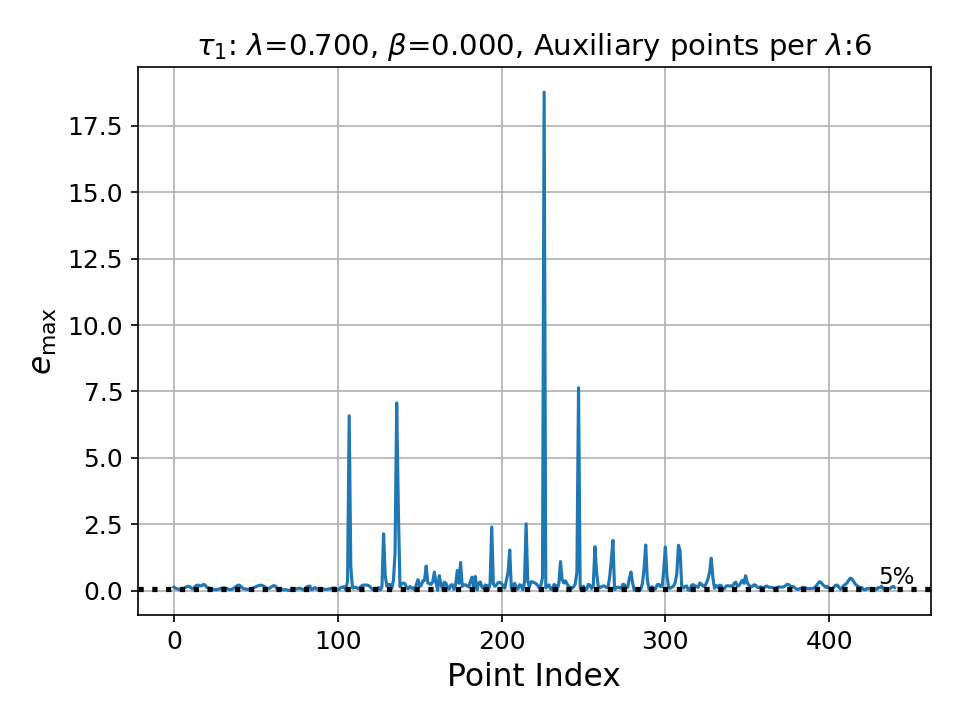 τ₁: λ=0.700, β=0.000, Auxiliary points per λ:6
17.5
15.0
12.5
10.0
7.5
5.0
2.5
0.0
e_max
5%
0 100 200 300 400
Point Index